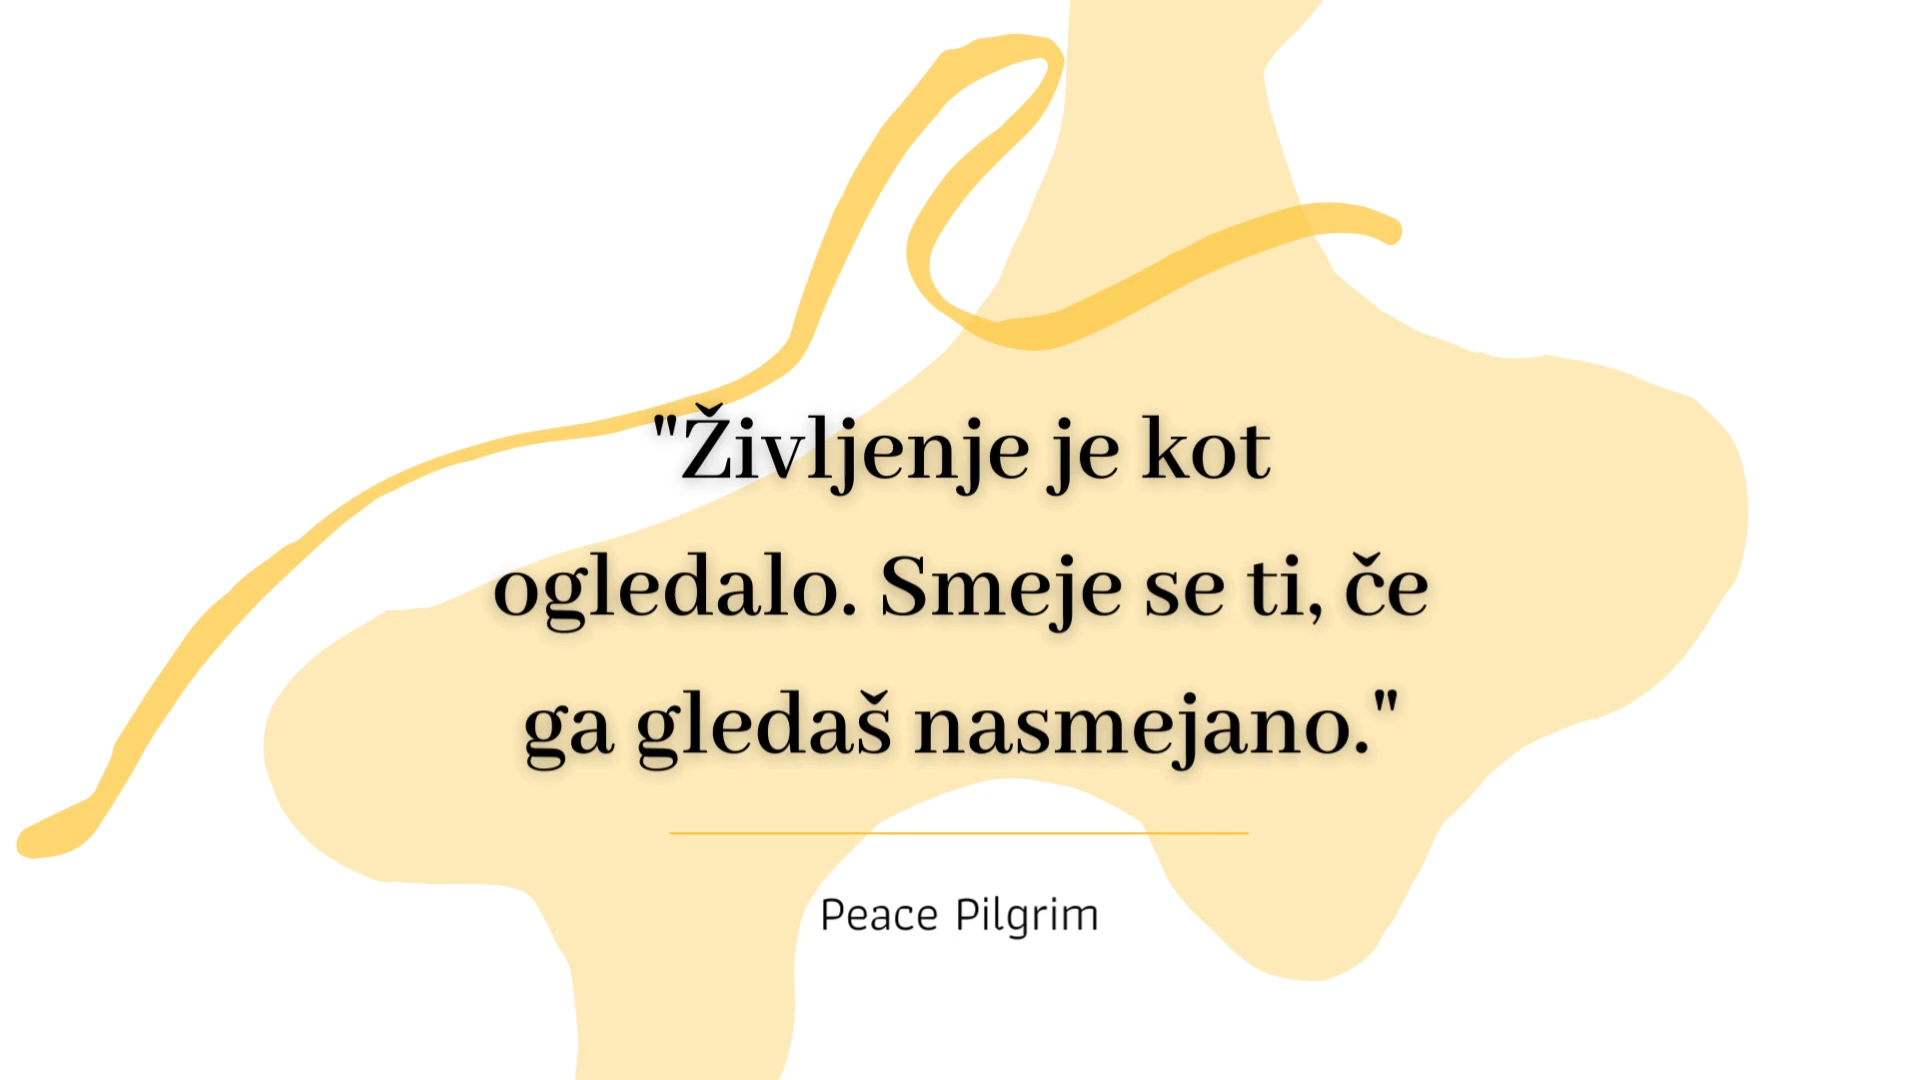 "Življenje je kot
ogledalo. Smeje se ti, če
ga gledaš nasmejano."
Peace Pilgrim